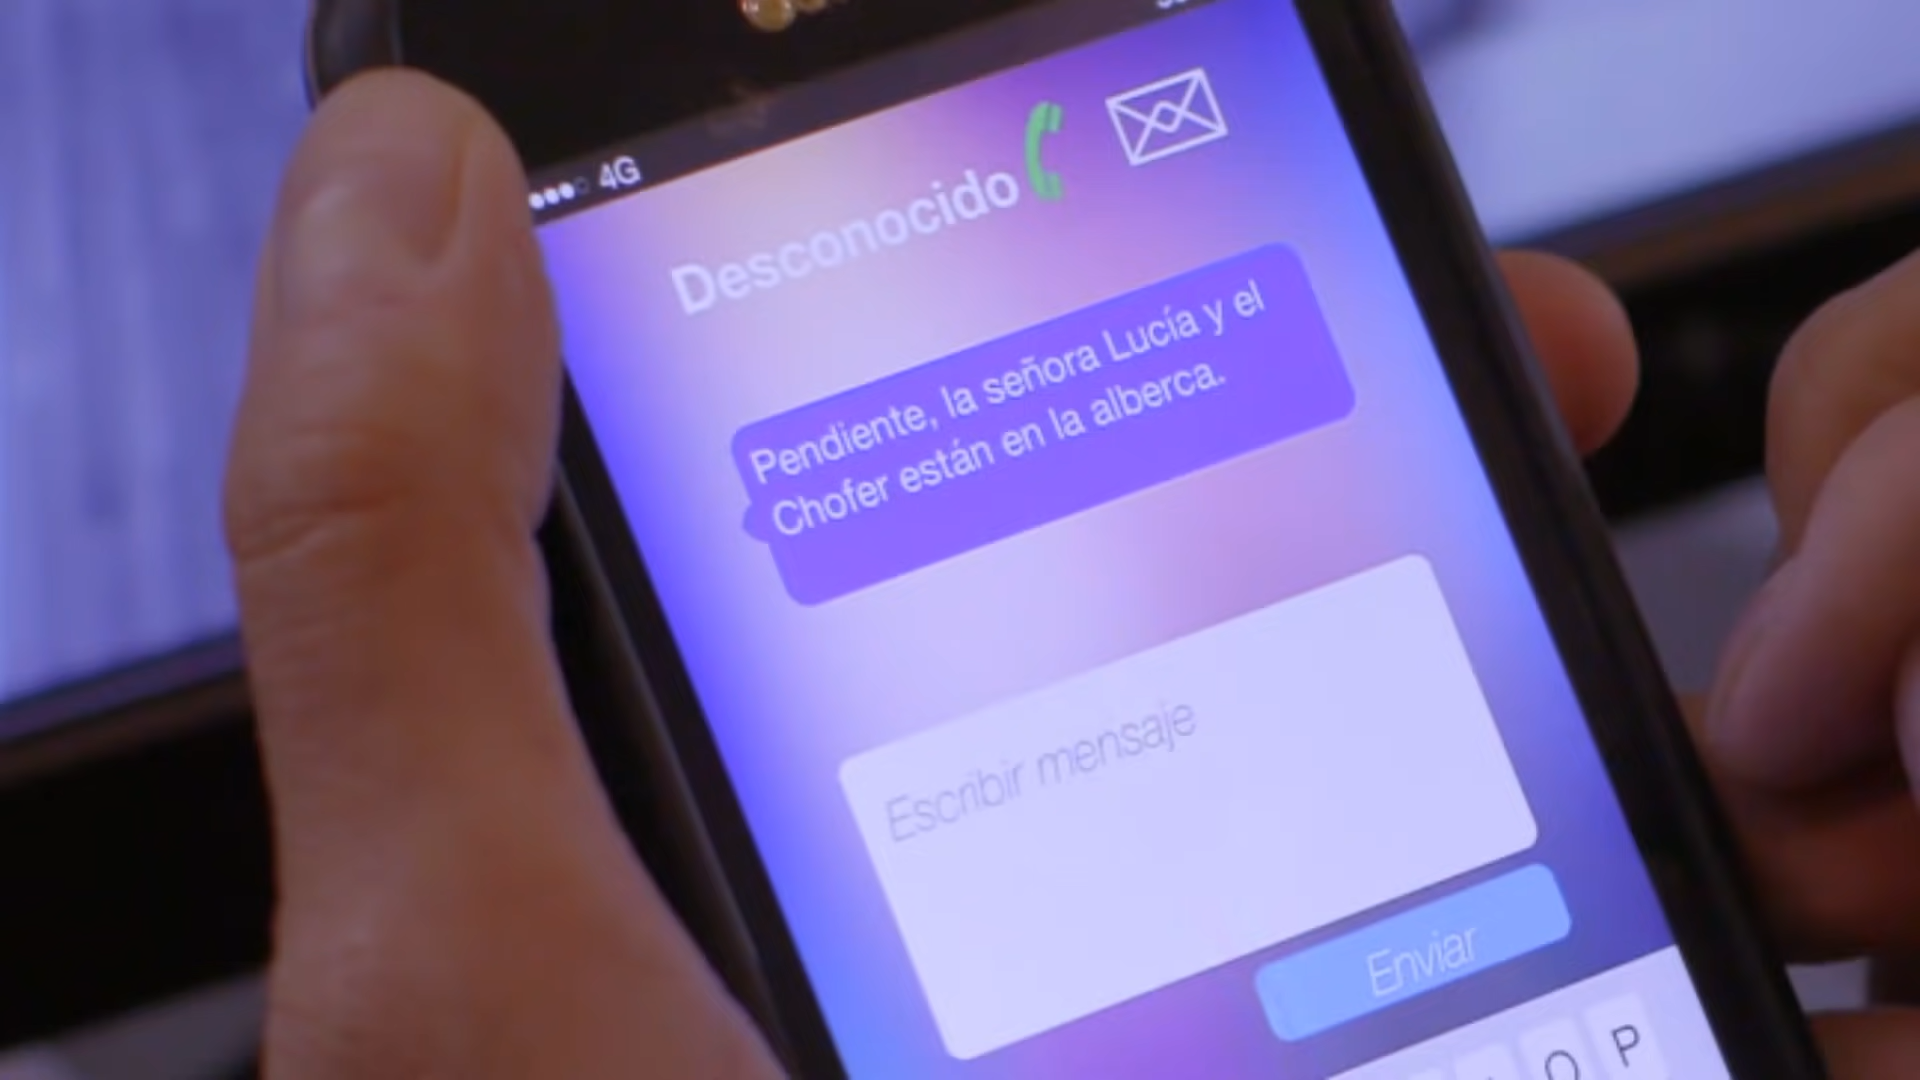 4G
Desconocido
Pendiente, la señora Lucía y el
Chofer están en la alberca.
Escribir mensaje
Enviar
O P